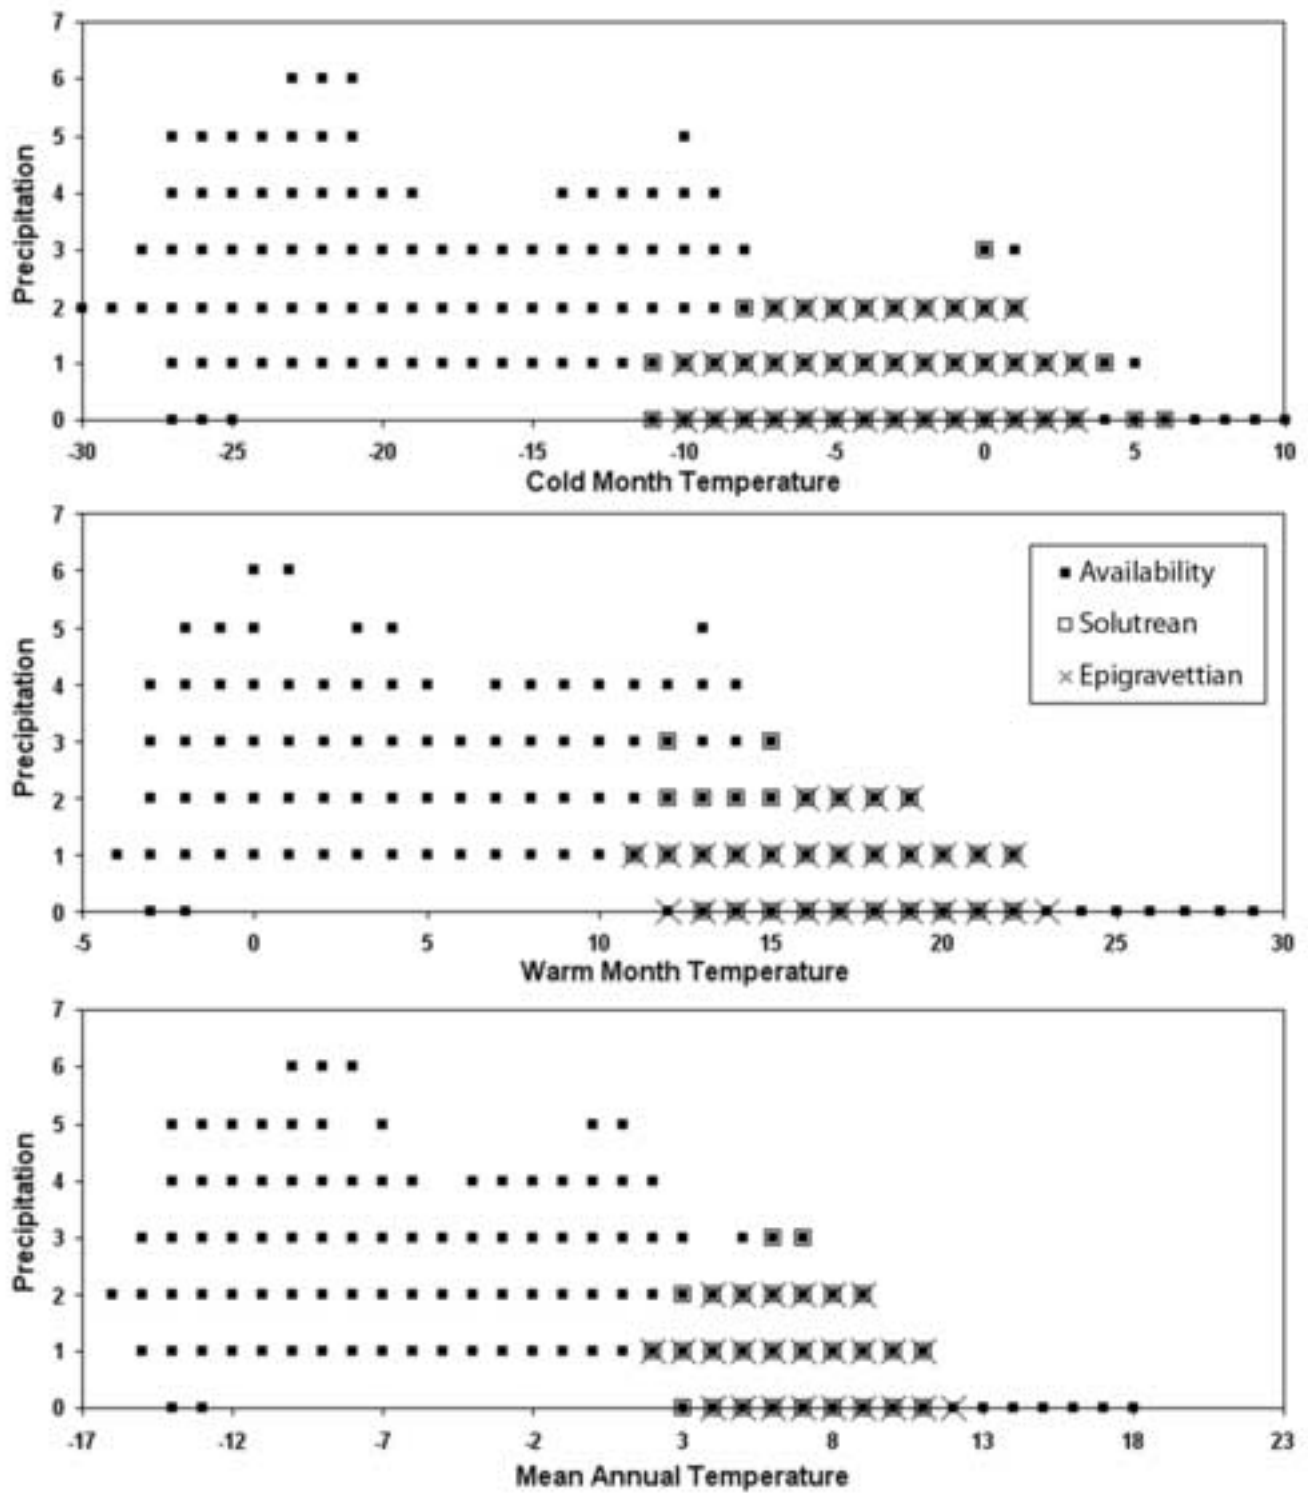 7
6
5
4
3
2
1
0
Precipitation
-30 -25 -20 -15 -10 -5 0 5 10
Cold Month Temperature
7
6
5
4
3
2
1
0
Precipitation
Availability
Solutrean
Epigravettian
-5 0 5 10 15 20 25 30
Warm Month Temperature
7
6
5
4
3
2
1
0
Precipitation
-17 -12 -7 -2 3 8 13 18 23
Mean Annual Temperature